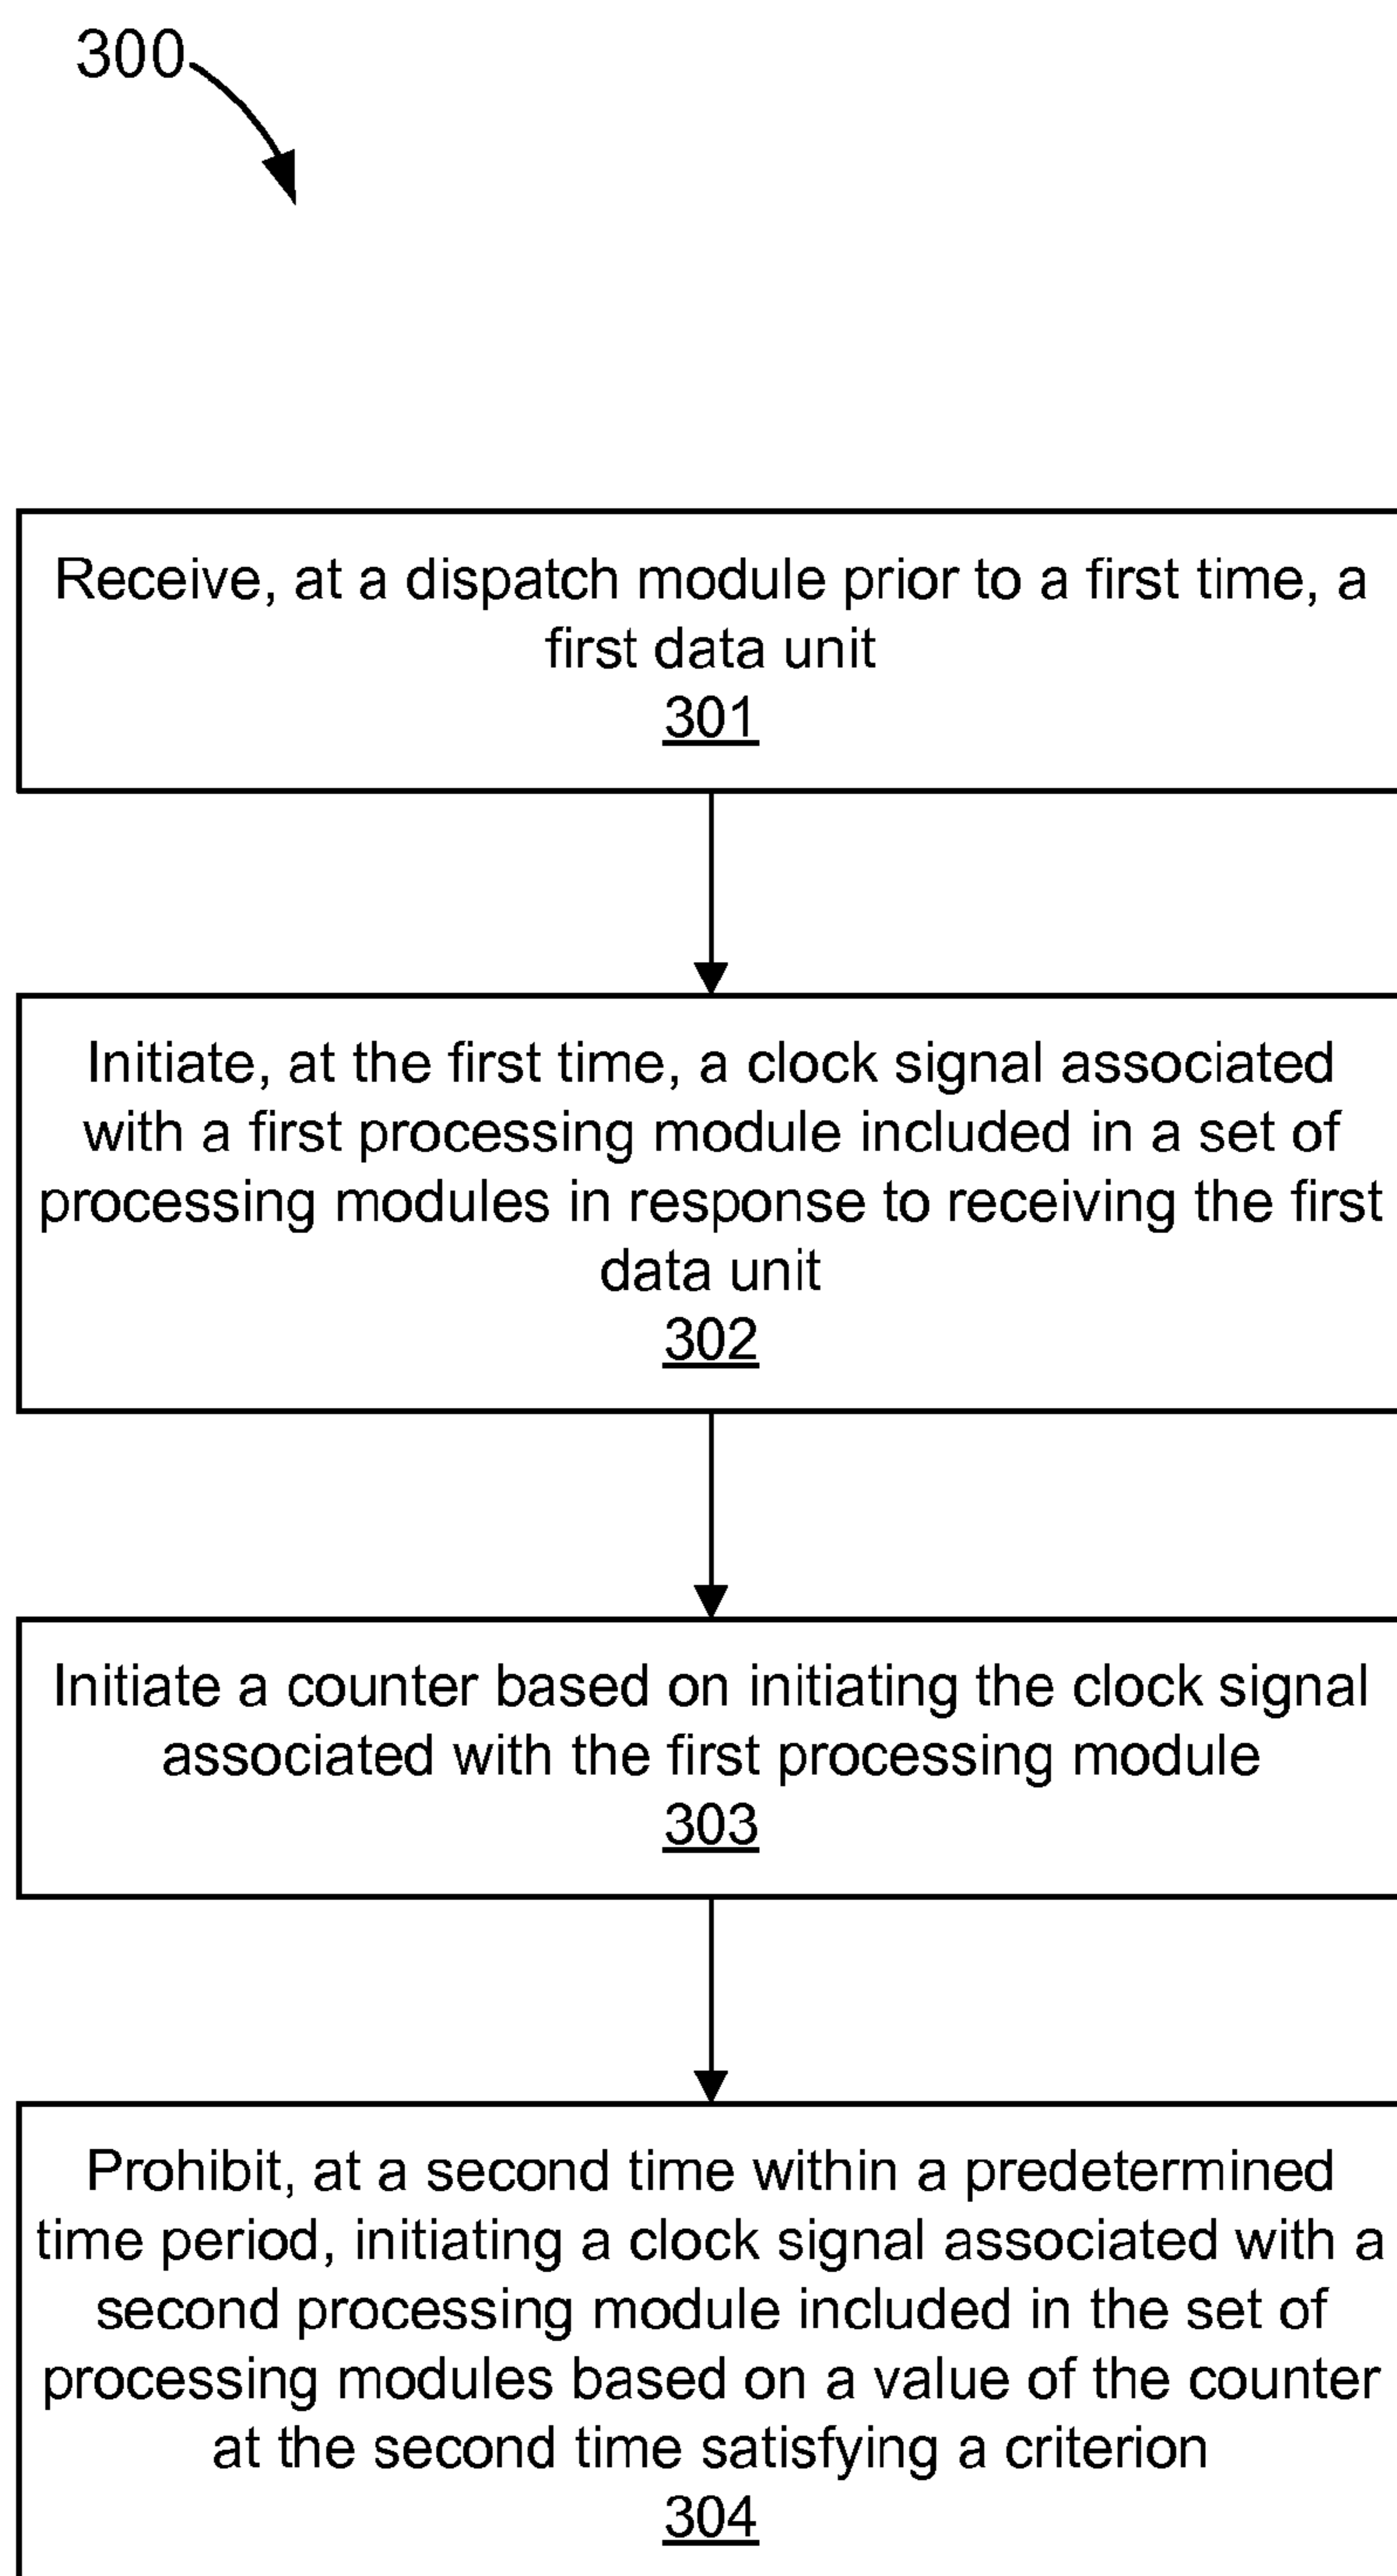 300
Receive, at a dispatch module prior to a first time, a
first data unit
301
Initiate, at the first time, a clock signal associated
with a first processing module included in a set of
processing modules in response to receiving the first
data unit
302
Initiate a counter based on initiating the clock signal
associated with the first processing module
303
Prohibit, at a second time within a predetermined
time period, initiating a clock signal associated with a
second processing module included in the set of
processing modules based on a value of the counter
at the second time satisfying a criterion
304